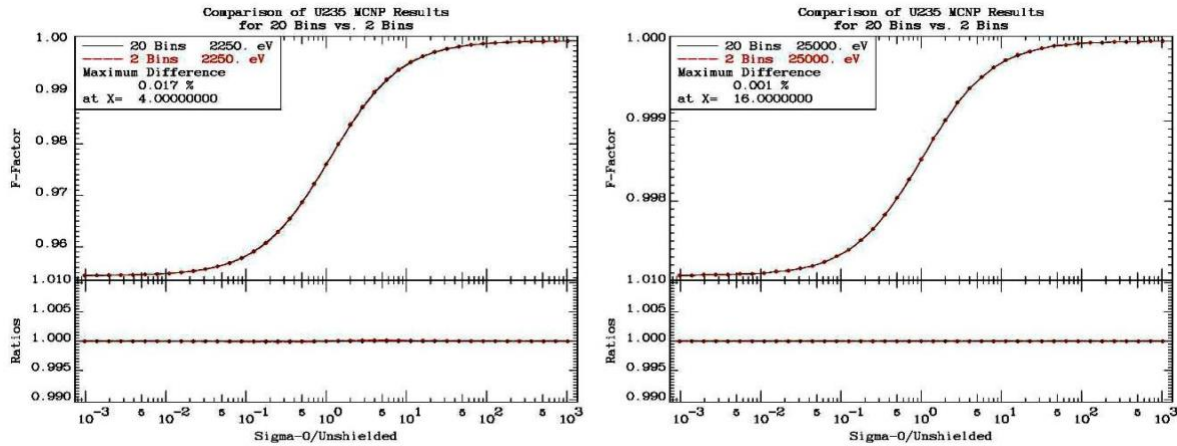 Comparison of U235 MCNP Results
for 20 Bins vs. 2 Bins
20 Bins 2250. eV
2 Bins 2250. eV
Maximum Difference
0.017 %
at X= 4.00000000
F-Factor
1.00
0.99
0.98
0.97
0.96
1.010
1.005
1.000
0.995
0.990
Ratios
10-3 5 10-2 5 10-1 5 100 5 101 5 102 5 103
Sigma-0/Unshielded
Comparison of U235 MCNP Results
for 20 Bins vs. 2 Bins
20 Bins 25000. eV
2 Bins 25000. eV
Maximum Difference
0.001 %
at X= 16.0000000
F-Factor
1.000
0.999
0.998
1.010
1.005
1.000
0.995
0.990
Ratios
10-3 5 10-2 5 10-1 5 100 5 101 5 102 5 103
Sigma-0/Unshielded